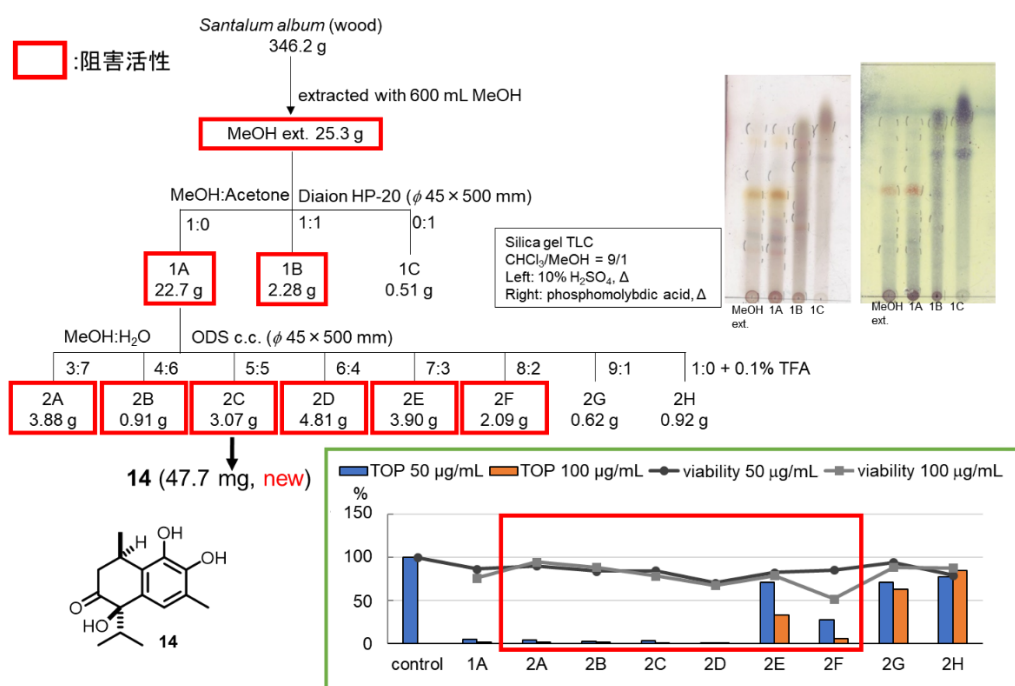 Santalum album (wood)
346.2 g
:阻害活性
extracted with 600 mL MeOH
MeOH ext. 25.3 g
MeOH:Acetone Diaion HP-20 (ϕ 45 × 500 mm)
1:0 1:1 0:1
1A 1B 1C
22.7 g 2.28 g 0.51 g
Silica gel TLC
CHCl₃/MeOH = 9/1
Left: 10% H₂SO₄, Δ
Right: phosphomolybdic acid, Δ
MeOH 1A 1B 1C
ext.
MeOH 1A 1B 1C
ext.
MeOH:H₂O ODS c.c. (ϕ 45 × 500 mm)
3:7 4:6 5:5 6:4 7:3 8:2 9:1 1:0 + 0.1% TFA
2A 2B 2C 2D 2E 2F 2G 2H
3.88 g 0.91 g 3.07 g 4.81 g 3.90 g 2.09 g 0.62 g 0.92 g
14 (47.7 mg, new)
OH
H
OH
O
HO
14
TOP 50 µg/mL TOP 100 µg/mL viability 50 µg/mL viability 100 µg/mL
%
150
100
50
0
control 1A 2A 2B 2C 2D 2E 2F 2G 2H